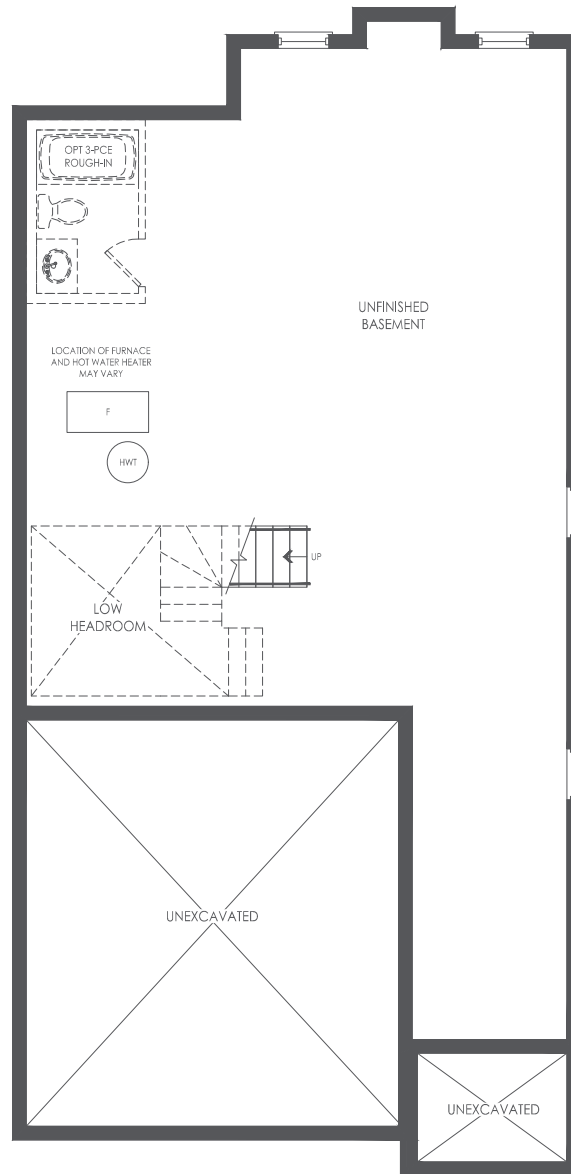 OPT 3-PCE
ROUGH-IN
UNFINISHED
BASEMENT
LOCATION OF FURNACE
AND HOT WATER HEATER
MAY VARY
F
HWT
UP
LOW
HEADROOM
UNEXCAVATED
UNEXCAVATED